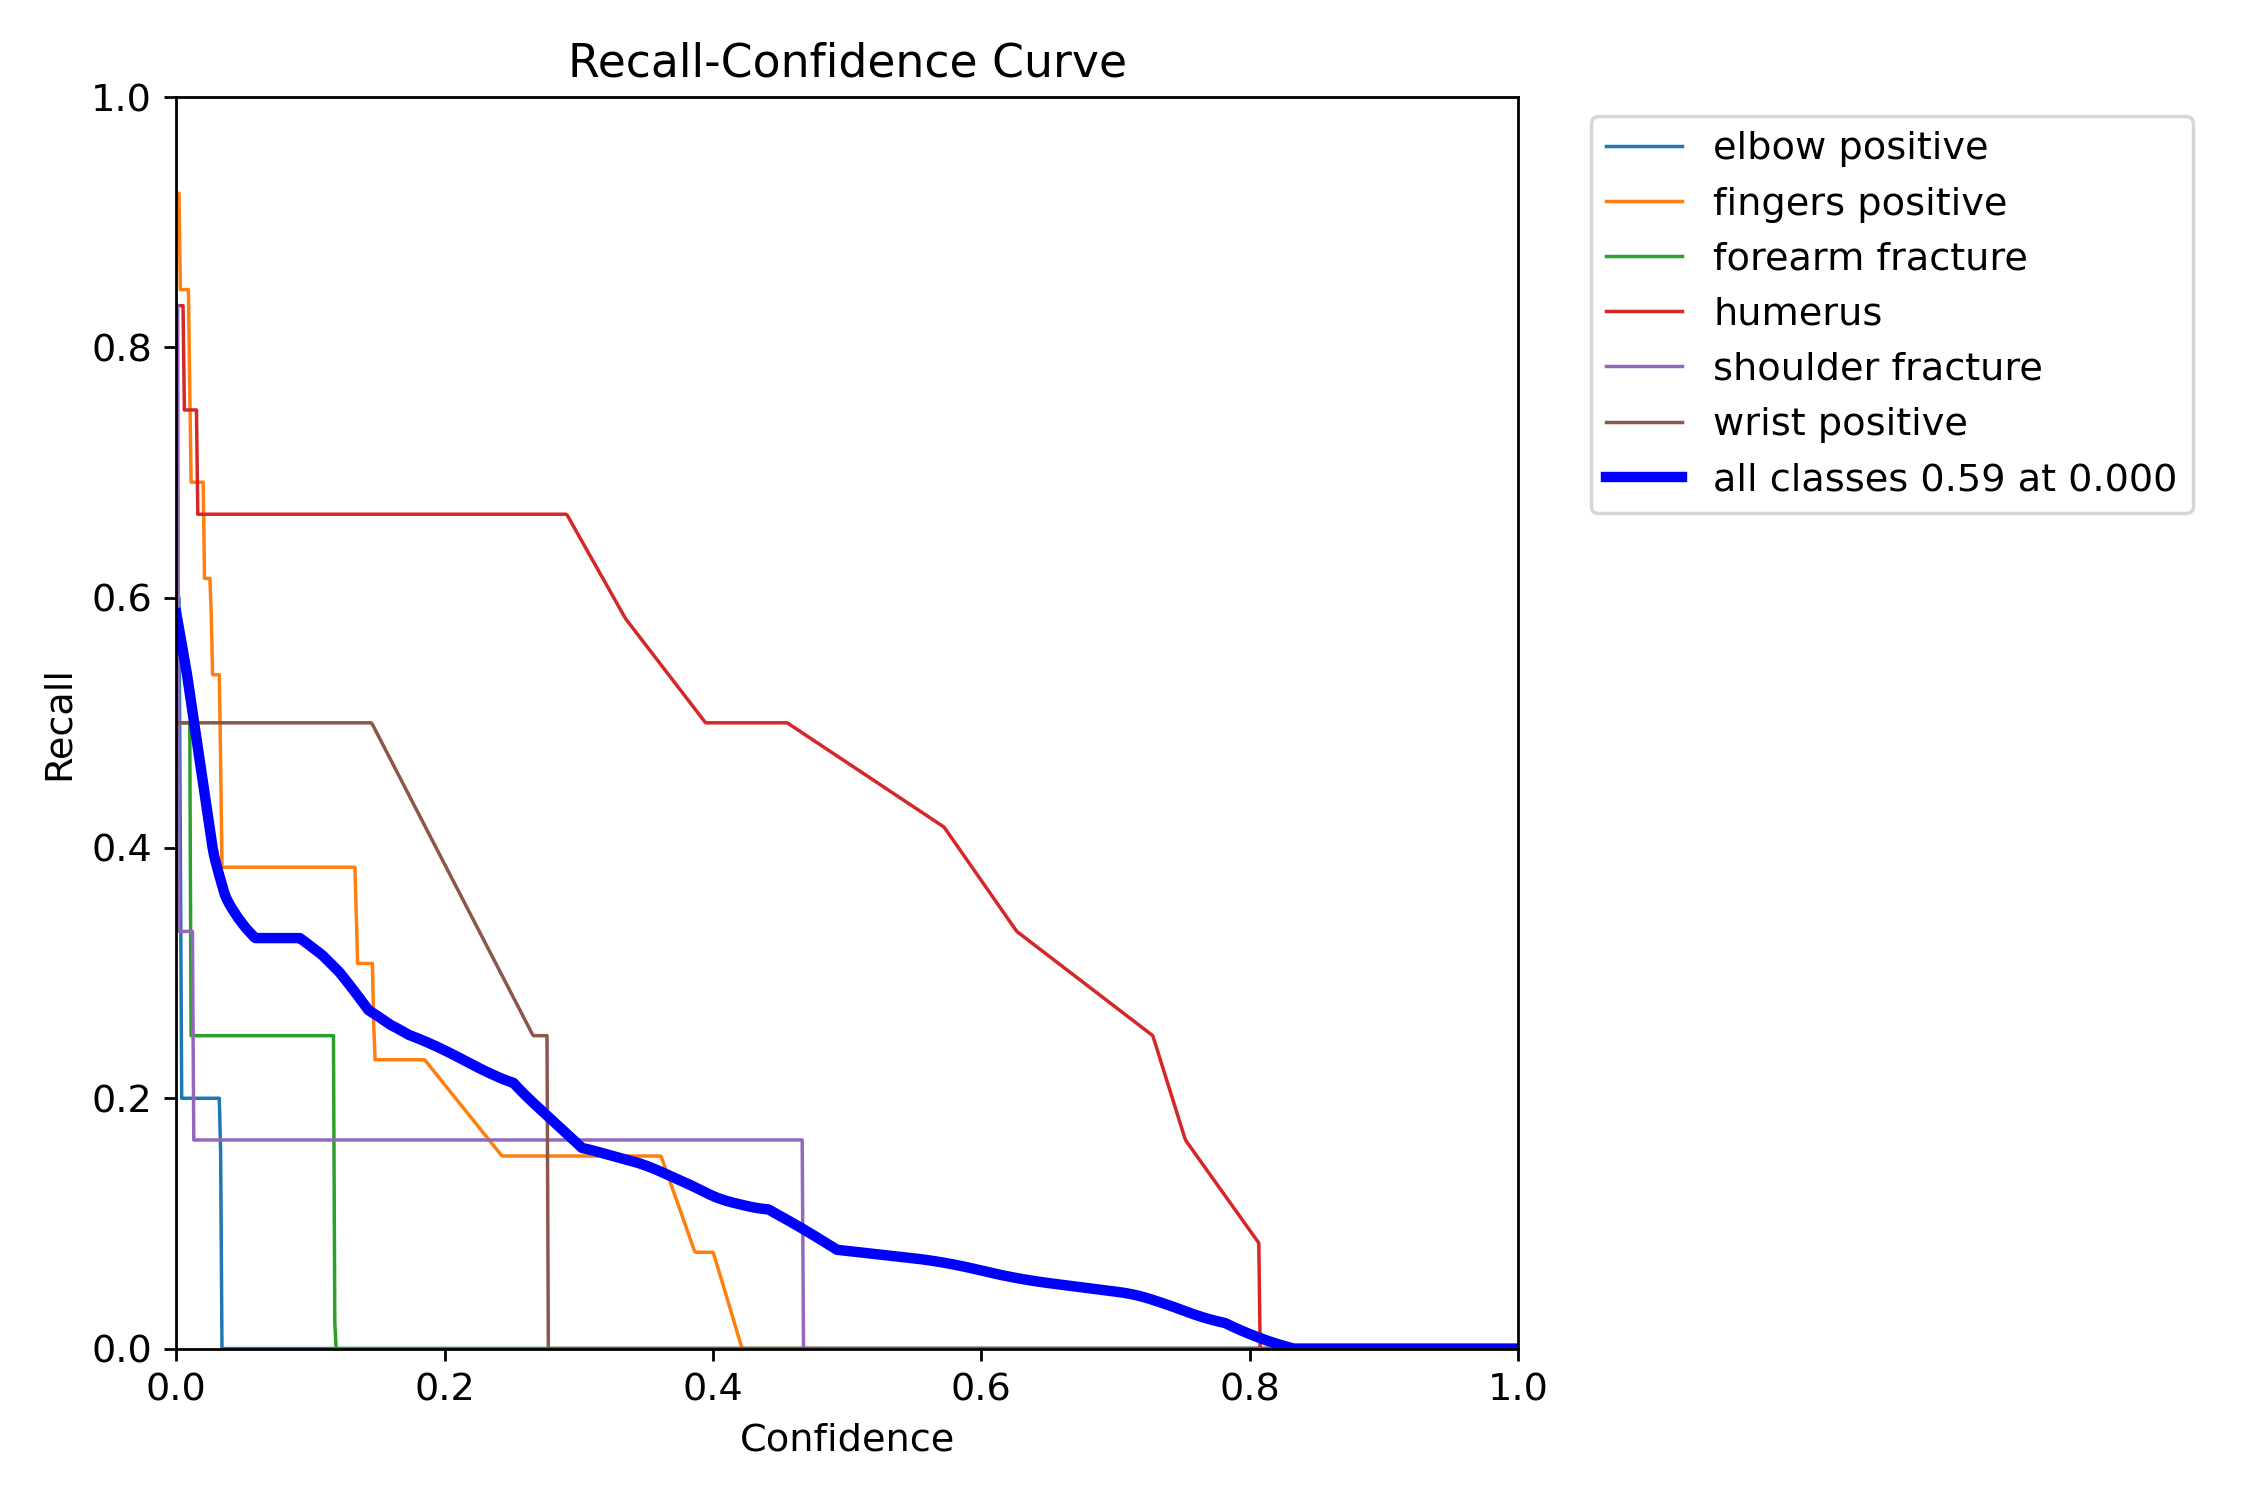 Recall-Confidence Curve
1.0
0.8
0.6
0.4
0.2
0.0
Recall
0.0 0.2 0.4 0.6 0.8 1.0
Confidence
elbow positive
fingers positive
forearm fracture
humerus
shoulder fracture
wrist positive
all classes 0.59 at 0.000